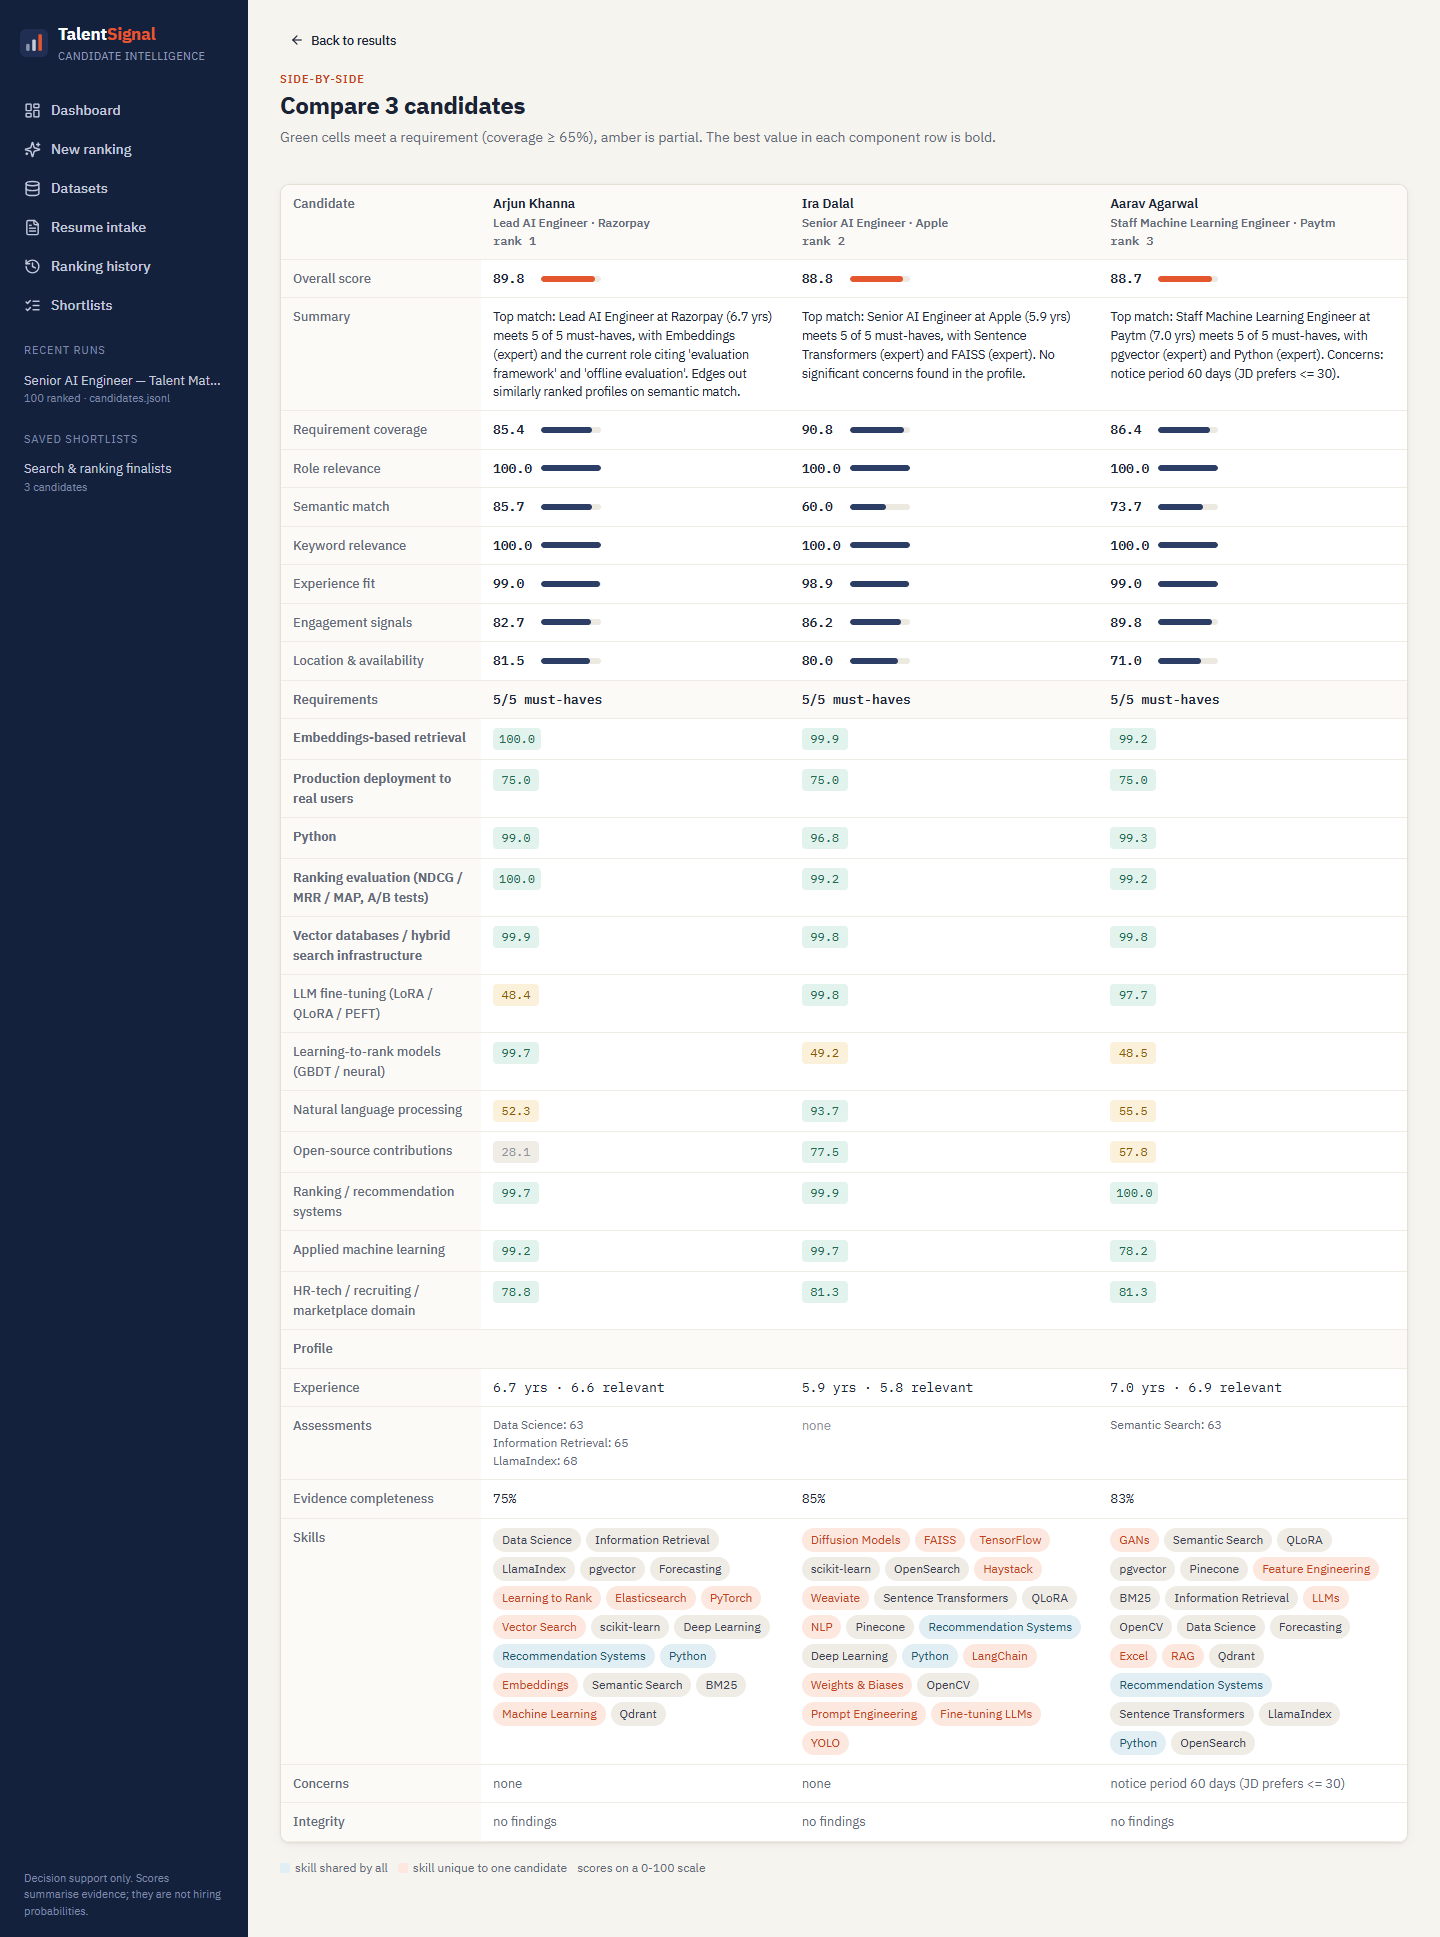 TalentSignal
CANDIDATE INTELLIGENCE
Dashboard
New ranking
Datasets
Resume intake
Ranking history
Shortlists
RECENT RUNS
Senior AI Engineer — Talent Mat...
100 ranked · candidates.jsonl
SAVED SHORTLISTS
Search & ranking finalists
3 candidates
Decision support only. Scores
summarise evidence; they are not hiring
probabilities.
Back to results
SIDE-BY-SIDE
Compare 3 candidates
Green cells meet a requirement (coverage ≥ 65%), amber is partial. The best value in each component row is bold.
Candidate
Arjun Khanna
Lead AI Engineer · Razorpay
rank 1
Ira Dalal
Senior AI Engineer · Apple
rank 2
Aarav Agarwal
Staff Machine Learning Engineer · Paytm
rank 3
Overall score 89.8 88.8 88.7
Summary
Top match: Lead AI Engineer at Razorpay (6.7 yrs)
meets 5 of 5 must-haves, with Embeddings
(expert) and the current role citing 'evaluation
framework' and 'offline evaluation'. Edges out
similarly ranked profiles on semantic match.
Top match: Senior AI Engineer at Apple (5.9 yrs)
meets 5 of 5 must-haves, with Sentence
Transformers (expert) and FAISS (expert). No
significant concerns found in the profile.
Top match: Staff Machine Learning Engineer at
Paytm (7.0 yrs) meets 5 of 5 must-haves, with
pgvector (expert) and Python (expert). Concerns:
notice period 60 days (JD prefers <= 30).
Requirement coverage 85.4 90.8 86.4
Role relevance 100.0 100.0 100.0
Semantic match 85.7 60.0 73.7
Keyword relevance 100.0 100.0 100.0
Experience fit 99.0 98.9 99.0
Engagement signals 82.7 86.2 89.8
Location & availability 81.5 80.0 71.0
Requirements 5/5 must-haves 5/5 must-haves 5/5 must-haves
Embeddings-based retrieval 100.0 99.9 99.2
Production deployment to
real users
75.0 75.0 75.0
Python 99.0 96.8 99.3
Ranking evaluation (NDCG /
MRR / MAP, A/B tests)
100.0 99.2 99.2
Vector databases / hybrid
search infrastructure
99.9 99.8 99.8
LLM fine-tuning (LoRA /
QLoRA / PEFT)
48.4 99.8 97.7
Learning-to-rank models
(GBDT / neural)
99.7 49.2 48.5
Natural language processing 52.3 93.7 55.5
Open-source contributions 28.1 77.5 57.8
Ranking / recommendation
systems
99.7 99.9 100.0
Applied machine learning 99.2 99.7 78.2
HR-tech / recruiting /
marketplace domain
78.8 81.3 81.3
Profile
Experience 6.7 yrs · 6.6 relevant 5.9 yrs · 5.8 relevant 7.0 yrs · 6.9 relevant
Assessments
Data Science: 63
Information Retrieval: 65
LlamaIndex: 68
none
Semantic Search: 63
Evidence completeness 75% 85% 83%
Skills
Data Science Information Retrieval
LlamaIndex pgvector Forecasting
Learning to Rank Elasticsearch PyTorch
Vector Search scikit-learn Deep Learning
Recommendation Systems Python
Embeddings Semantic Search BM25
Machine Learning Qdrant
Diffusion Models FAISS TensorFlow
scikit-learn OpenSearch Haystack
Weaviate Sentence Transformers QLoRA
NLP Pinecone Recommendation Systems
Deep Learning Python LangChain
Weights & Biases OpenCV
Prompt Engineering Fine-tuning LLMs
YOLO
GANs Semantic Search QLoRA
pgvector Pinecone Feature Engineering
BM25 Information Retrieval LLMs
OpenCV Data Science Forecasting
Excel RAG Qdrant
Recommendation Systems
Sentence Transformers LlamaIndex
Python OpenSearch
Concerns none none notice period 60 days (JD prefers <= 30)
Integrity no findings no findings no findings
skill shared by all skill unique to one candidate scores on a 0-100 scale